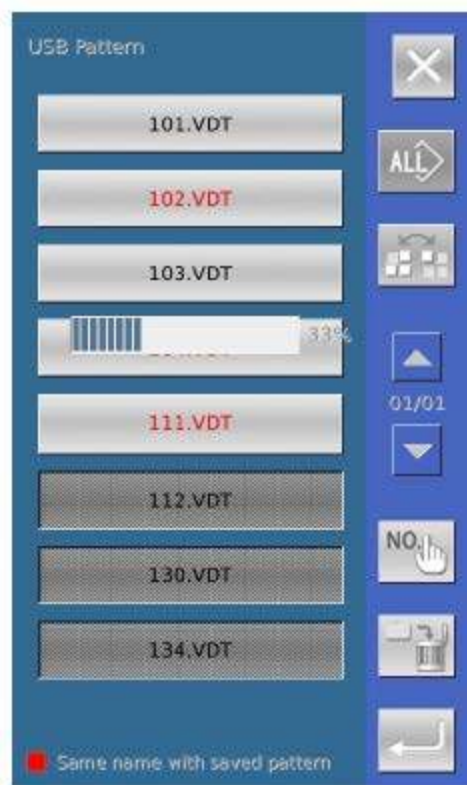 USB Pattern
101.VDT
ALL
102.VDT
103.VDT
33%
01/01
111.VDT
112.VDT
NO.
130.VDT
134.VDT
Same name with saved pattern